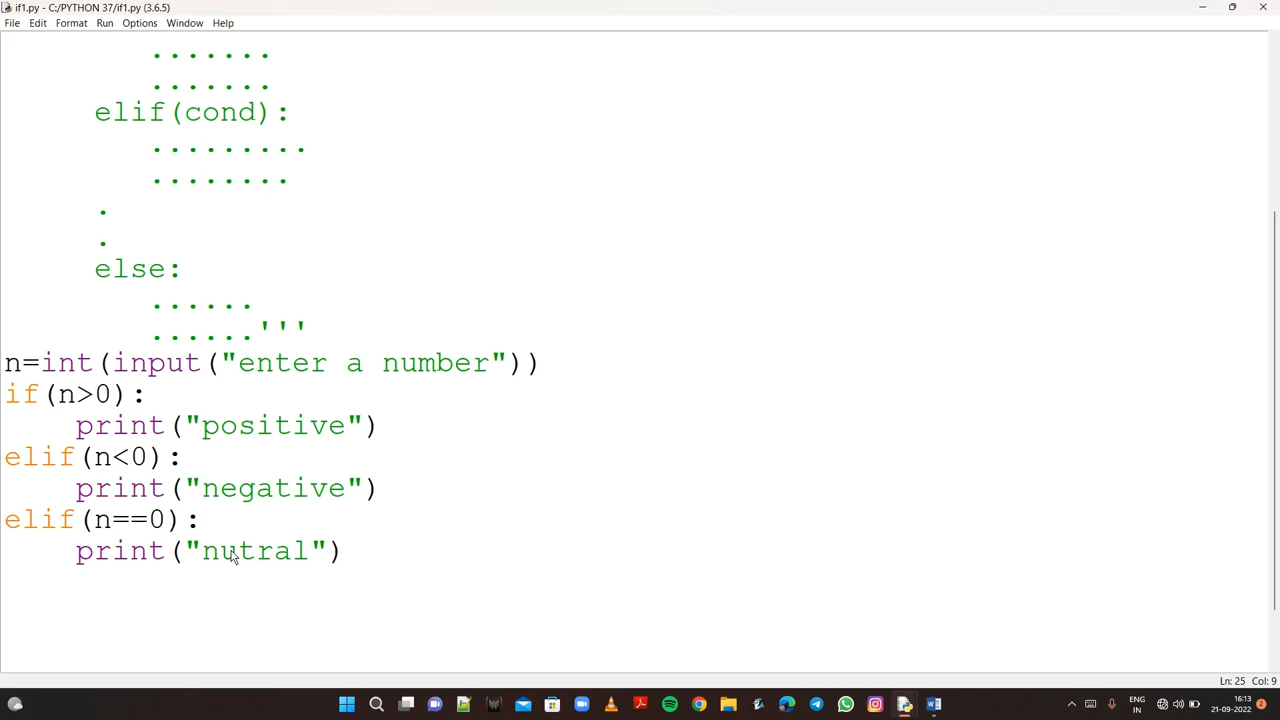 if1.py - C:/PYTHON 37/if1.py (3.6.5)
File Edit Format Run Options Window Help
.......
.......
elif(cond):
.........
........
.
.
else:
......
......'''
n=int(input("enter a number"))
if(n>0):
print("positive")
elif(n<0):
print("negative")
elif(n==0):
print("nutral")
Ln: 25 Col: 9
ENG
IN
16:13
21-09-2022
2